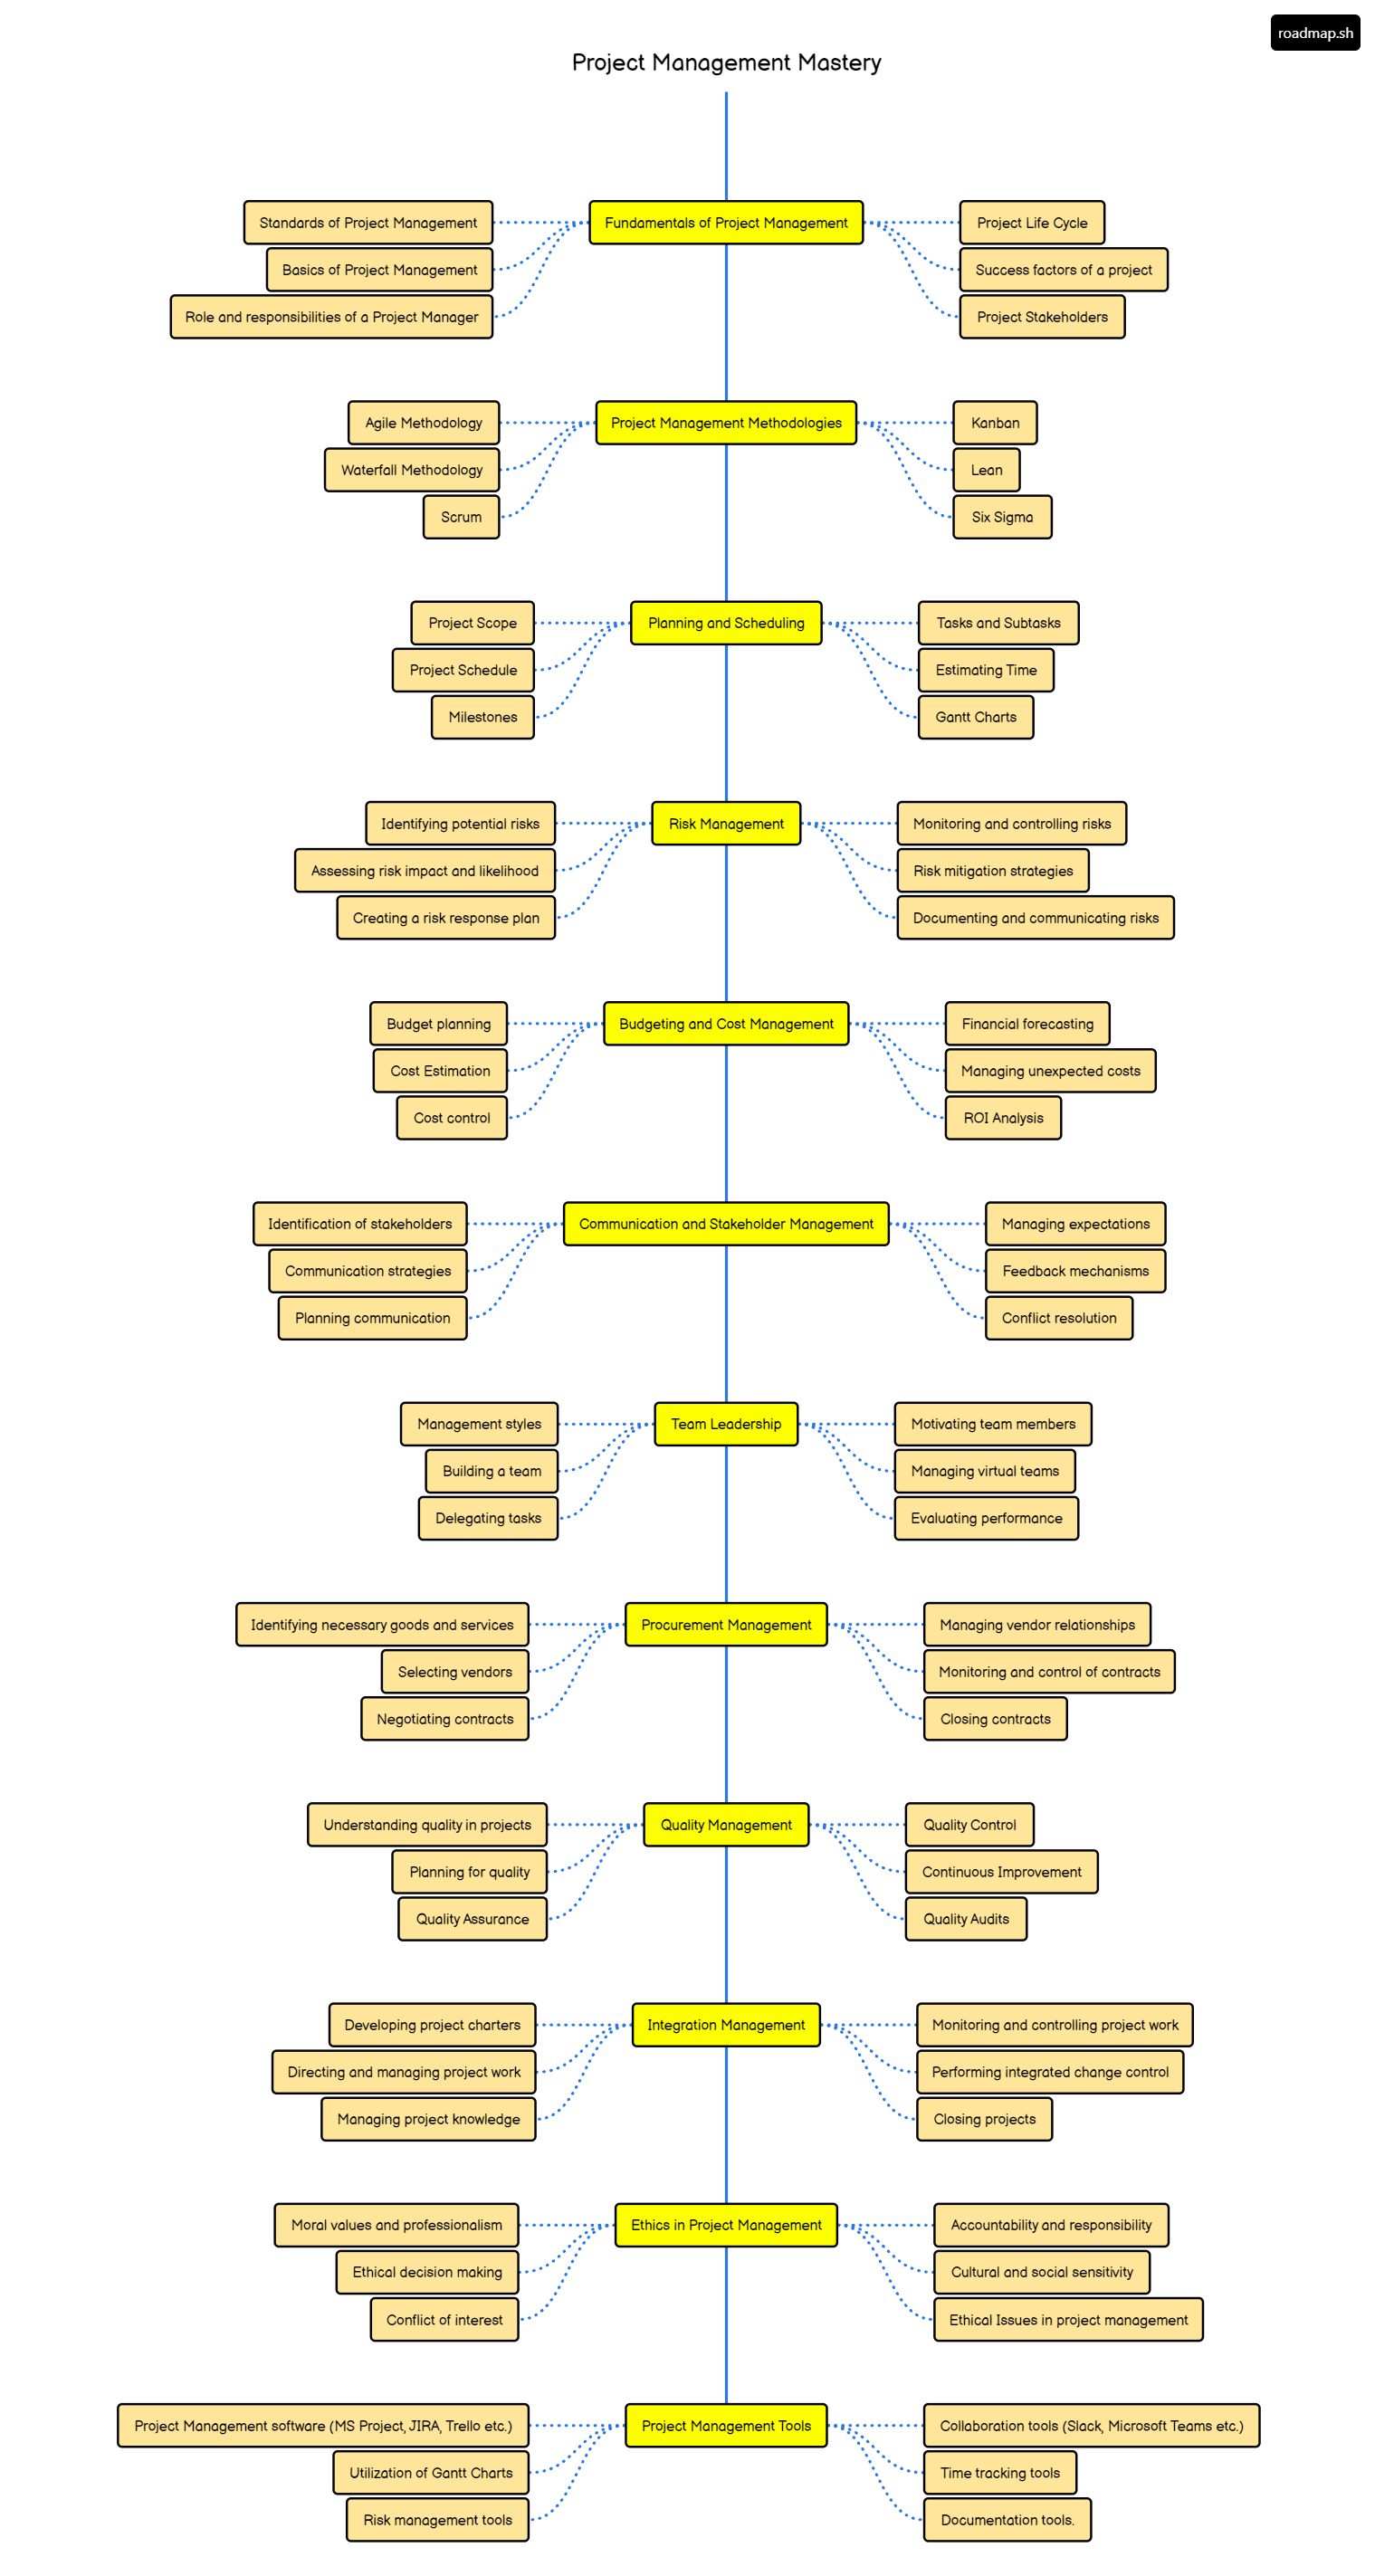 roadmap.sh
Project Management Mastery
Fundamentals of Project Management
Standards of Project Management
Basics of Project Management
Role and responsibilities of a Project Manager
Project Life Cycle
Success factors of a project
Project Stakeholders
Project Management Methodologies
Agile Methodology
Waterfall Methodology
Scrum
Kanban
Lean
Six Sigma
Planning and Scheduling
Project Scope
Project Schedule
Milestones
Tasks and Subtasks
Estimating Time
Gantt Charts
Risk Management
Identifying potential risks
Assessing risk impact and likelihood
Creating a risk response plan
Monitoring and controlling risks
Risk mitigation strategies
Documenting and communicating risks
Budgeting and Cost Management
Budget planning
Cost Estimation
Cost control
Financial forecasting
Managing unexpected costs
ROI Analysis
Communication and Stakeholder Management
Identification of stakeholders
Communication strategies
Planning communication
Managing expectations
Feedback mechanisms
Conflict resolution
Team Leadership
Management styles
Building a team
Delegating tasks
Motivating team members
Managing virtual teams
Evaluating performance
Procurement Management
Identifying necessary goods and services
Selecting vendors
Negotiating contracts
Managing vendor relationships
Monitoring and control of contracts
Closing contracts
Quality Management
Understanding quality in projects
Planning for quality
Quality Assurance
Quality Control
Continuous Improvement
Quality Audits
Integration Management
Developing project charters
Directing and managing project work
Managing project knowledge
Monitoring and controlling project work
Performing integrated change control
Closing projects
Ethics in Project Management
Moral values and professionalism
Ethical decision making
Conflict of interest
Accountability and responsibility
Cultural and social sensitivity
Ethical Issues in project management
Project Management Tools
Project Management software (MS Project, JIRA, Trello etc.)
Utilization of Gantt Charts
Risk management tools
Collaboration tools (Slack, Microsoft Teams etc.)
Time tracking tools
Documentation tools.